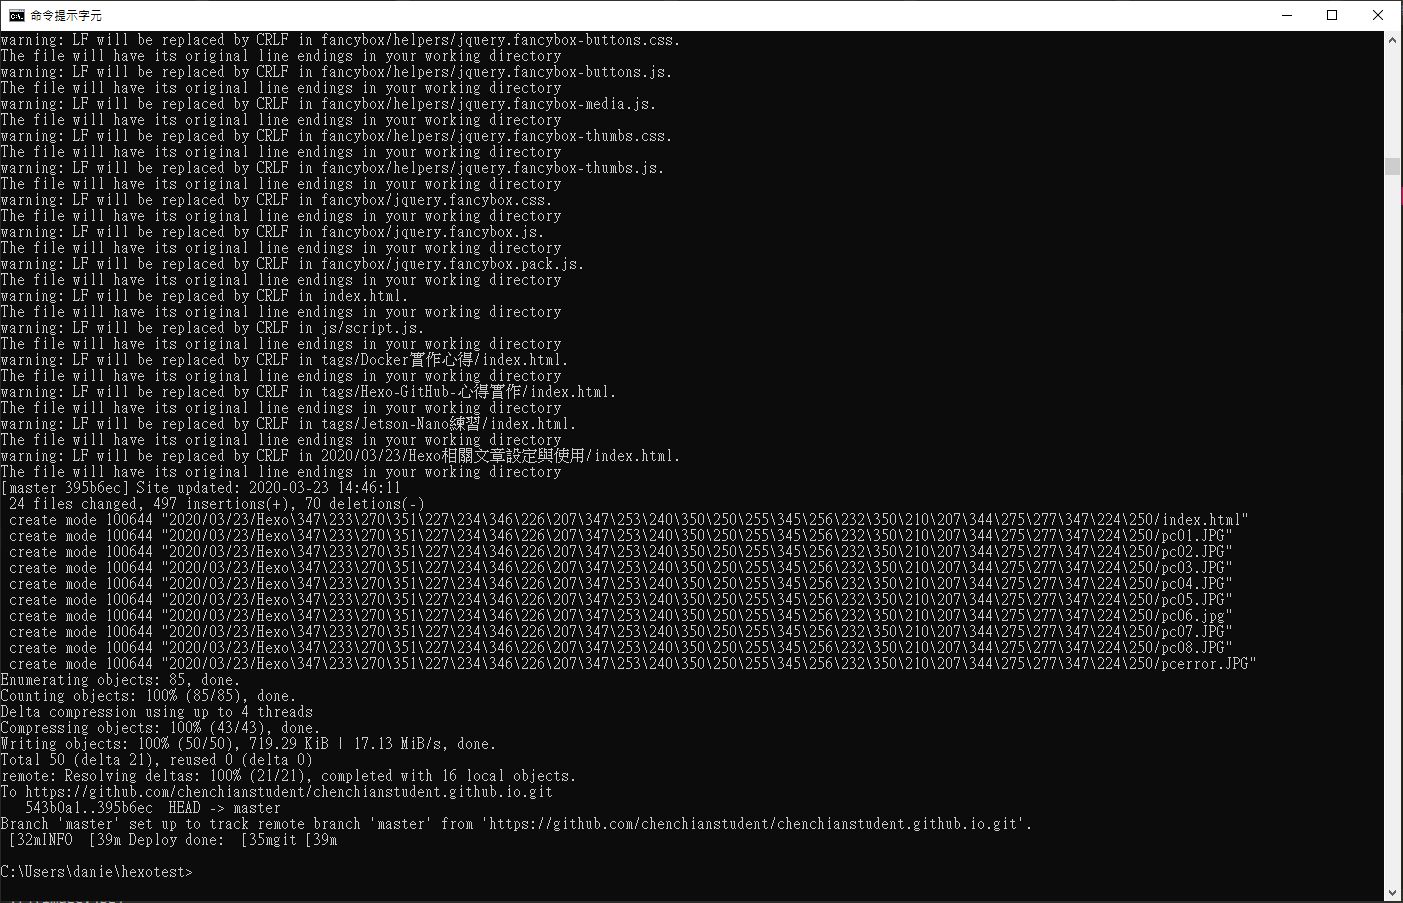 命令提示字元
warning: LF will be replaced by CRLF in fancybox/helpers/jquery.fancybox-buttons.css.
The file will have its original line endings in your working directory
warning: LF will be replaced by CRLF in fancybox/helpers/jquery.fancybox-buttons.js.
The file will have its original line endings in your working directory
warning: LF will be replaced by CRLF in fancybox/helpers/jquery.fancybox-media.js.
The file will have its original line endings in your working directory
warning: LF will be replaced by CRLF in fancybox/helpers/jquery.fancybox-thumbs.css.
The file will have its original line endings in your working directory
warning: LF will be replaced by CRLF in fancybox/helpers/jquery.fancybox-thumbs.js.
The file will have its original line endings in your working directory
warning: LF will be replaced by CRLF in fancybox/jquery.fancybox.css.
The file will have its original line endings in your working directory
warning: LF will be replaced by CRLF in fancybox/jquery.fancybox.js.
The file will have its original line endings in your working directory
warning: LF will be replaced by CRLF in fancybox/jquery.fancybox.pack.js.
The file will have its original line endings in your working directory
warning: LF will be replaced by CRLF in index.html.
The file will have its original line endings in your working directory
warning: LF will be replaced by CRLF in js/script.js.
The file will have its original line endings in your working directory
warning: LF will be replaced by CRLF in tags/Docker實作心得/index.html.
The file will have its original line endings in your working directory
warning: LF will be replaced by CRLF in tags/Hexo-GitHub-心得實作/index.html.
The file will have its original line endings in your working directory
warning: LF will be replaced by CRLF in tags/Jetson-Nano練習/index.html.
The file will have its original line endings in your working directory
warning: LF will be replaced by CRLF in 2020/03/23/Hexo相關文章設定與使用/index.html.
The file will have its original line endings in your working directory
[master 395b6ec] Site updated: 2020-03-23 14:46:11
 24 files changed, 497 insertions(+), 70 deletions(-)
 create mode 100644 "2020/03/23/Hexo\347\233\270\351\227\234\346\226\207\347\253\240\350\250\255\345\256\232\350\210\207\344\275\277\347\224\250/index.html"
 create mode 100644 "2020/03/23/Hexo\347\233\270\351\227\234\346\226\207\347\253\240\350\250\255\345\256\232\350\210\207\344\275\277\347\224\250/pc01.JPG"
 create mode 100644 "2020/03/23/Hexo\347\233\270\351\227\234\346\226\207\347\253\240\350\250\255\345\256\232\350\210\207\344\275\277\347\224\250/pc02.JPG"
 create mode 100644 "2020/03/23/Hexo\347\233\270\351\227\234\346\226\207\347\253\240\350\250\255\345\256\232\350\210\207\344\275\277\347\224\250/pc03.JPG"
 create mode 100644 "2020/03/23/Hexo\347\233\270\351\227\234\346\226\207\347\253\240\350\250\255\345\256\232\350\210\207\344\275\277\347\224\250/pc04.JPG"
 create mode 100644 "2020/03/23/Hexo\347\233\270\351\227\234\346\226\207\347\253\240\350\250\255\345\256\232\350\210\207\344\275\277\347\224\250/pc05.JPG"
 create mode 100644 "2020/03/23/Hexo\347\233\270\351\227\234\346\226\207\347\253\240\350\250\255\345\256\232\350\210\207\344\275\277\347\224\250/pc06.jpg"
 create mode 100644 "2020/03/23/Hexo\347\233\270\351\227\234\346\226\207\347\253\240\350\250\255\345\256\232\350\210\207\344\275\277\347\224\250/pc07.JPG"
 create mode 100644 "2020/03/23/Hexo\347\233\270\351\227\234\346\226\207\347\253\240\350\250\255\345\256\232\350\210\207\344\275\277\347\224\250/pc08.JPG"
 create mode 100644 "2020/03/23/Hexo\347\233\270\351\227\234\346\226\207\347\253\240\350\250\255\345\256\232\350\210\207\344\275\277\347\224\250/pcerror.JPG"
Enumerating objects: 85, done.
Counting objects: 100% (85/85), done.
Delta compression using up to 4 threads
Compressing objects: 100% (43/43), done.
Writing objects: 100% (50/50), 719.29 KiB | 17.13 MiB/s, done.
Total 50 (delta 21), reused 0 (delta 0)
remote: Resolving deltas: 100% (21/21), completed with 16 local objects.
To https://github.com/chenchianstudent/chenchianstudent.github.io.git
   543b0a1..395b6ec  HEAD -> master
Branch 'master' set up to track remote branch 'master' from 'https://github.com/chenchianstudent/chenchianstudent.github.io.git'.
 [32mINFO  [39m Deploy done:  [35mgit [39m
C:\Users\danie\hexotest>